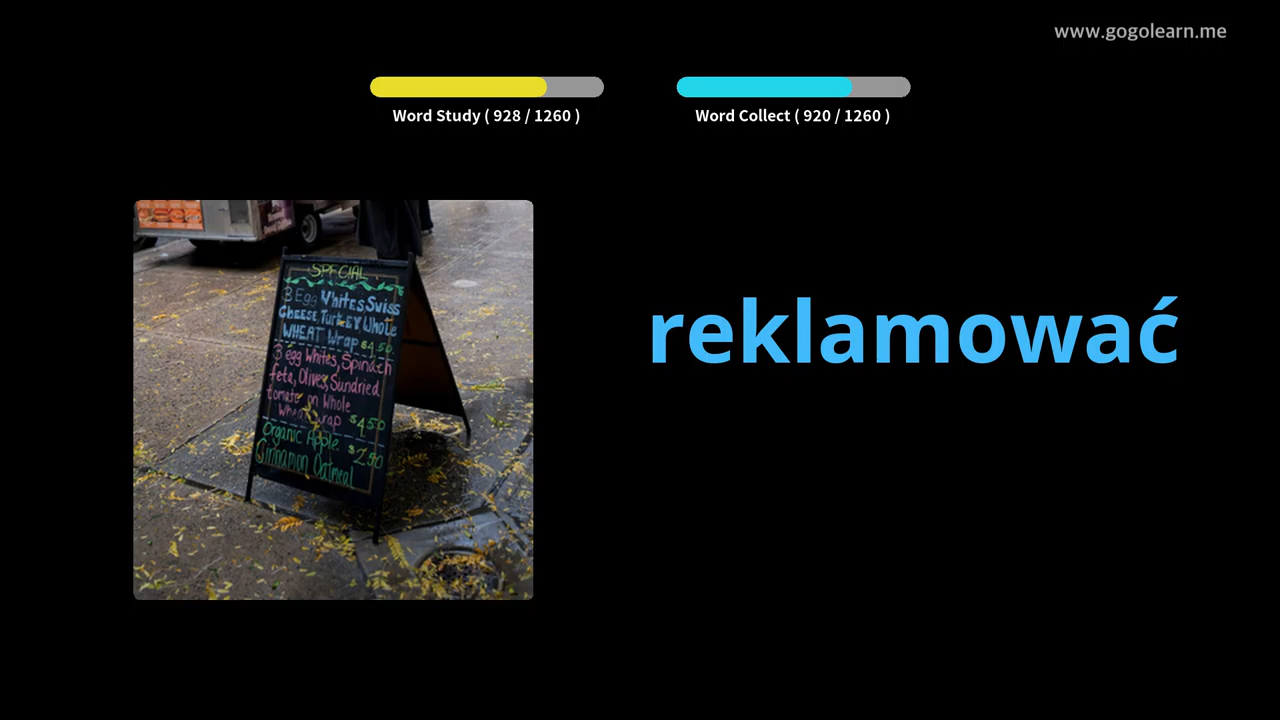 www.gogolearn.me
Word Study ( 928 / 1260 )
Word Collect ( 920 / 1260 )
SPECIAL
3 Egg Whites, Swiss
Cheese, Turkey Whole
WHEAT Wrap $4.50
3 egg Whites, Spinach
feta, Olives, Sundried
tomato on Whole
Wheat Wrap $4.50
Organic Apple
Cinnamon Oatmeal $2.50
reklamować